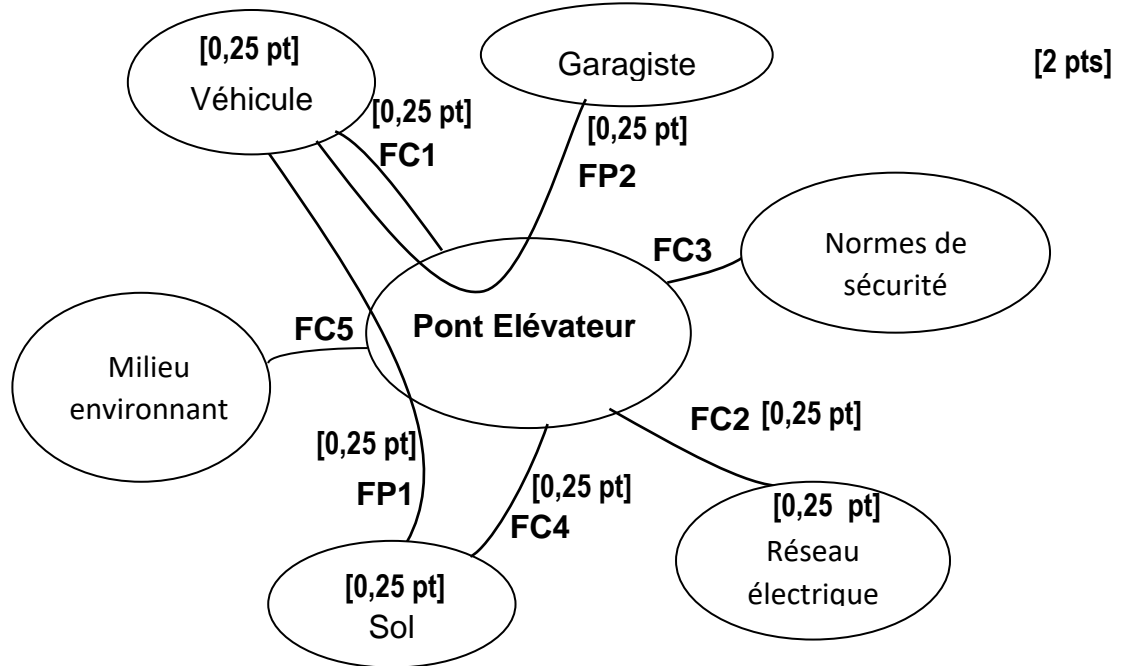 [0,25 pt]
Véhicule
Garagiste
[2 pts]
[0,25 pt]
FC1
[0,25 pt]
FP2
FC3
Normes de
sécurité
FC5
Pont Elévateur
Milieu
environnant
FC2 [0,25 pt]
[0,25 pt]
FP1
[0,25 pt]
FC4
[0,25 pt]
Réseau
électrique
[0,25 pt]
Sol